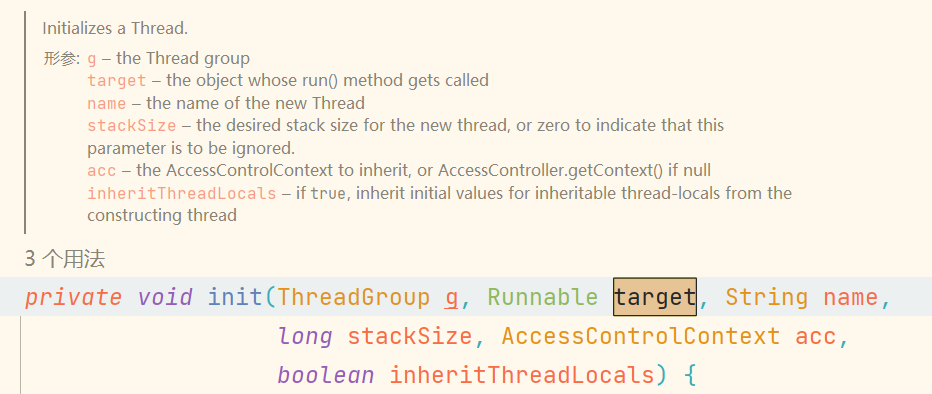 Initializes a Thread.
形参: g – the Thread group
target – the object whose run() method gets called
name – the name of the new Thread
stackSize – the desired stack size for the new thread, or zero to indicate that this
parameter is to be ignored.
acc – the AccessControlContext to inherit, or AccessController.getContext() if null
inheritThreadLocals – if true, inherit initial values for inheritable thread-locals from the
constructing thread
3 个用法
private void init(ThreadGroup g, Runnable target, String name,
long stackSize, AccessControlContext acc,
boolean inheritThreadLocals) {